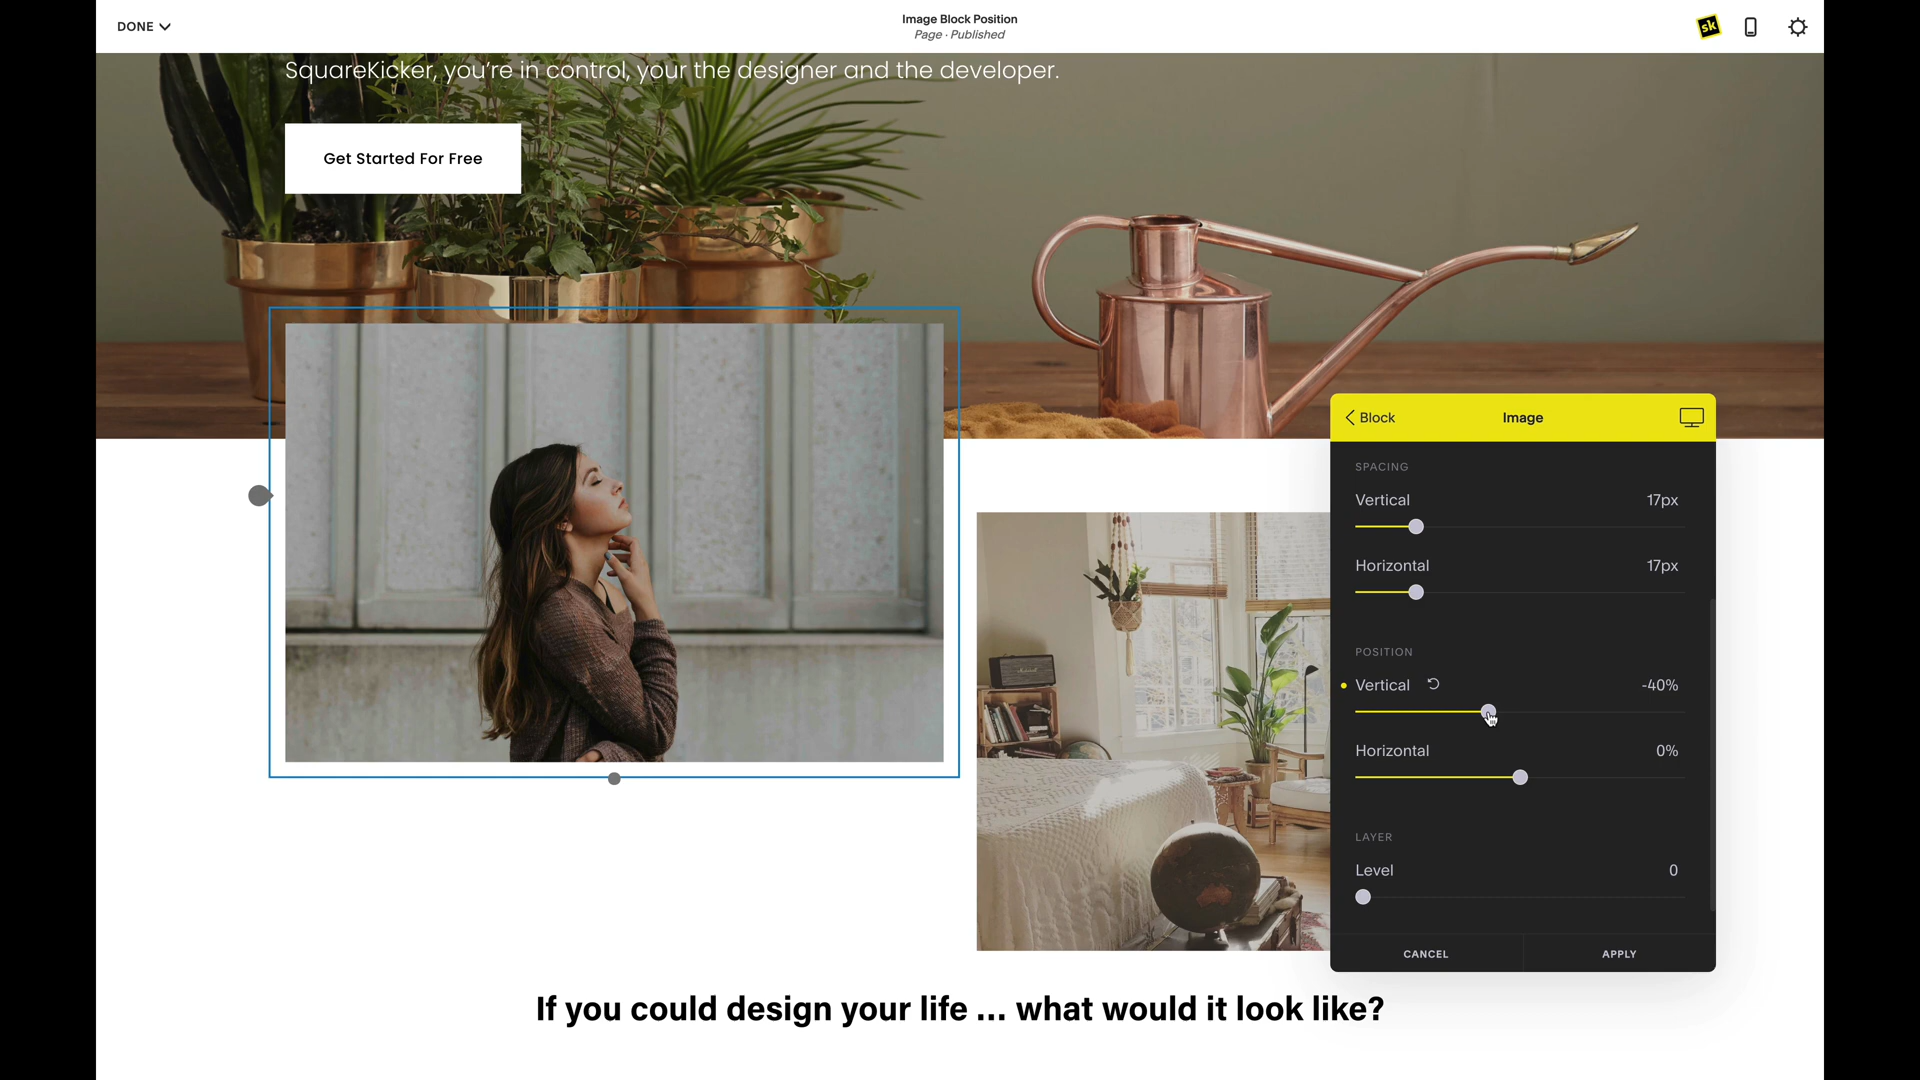 DONE
Image Block Position
Page · Published
sk
SquareKicker, you're in control, your the designer and the developer.
Get Started For Free
Block
Image
SPACING
Vertical
17px
Horizontal
17px
POSITION
Vertical
-40%
Horizontal
0%
LAYER
Level
0
CANCEL
APPLY
If you could design your life ... what would it look like?